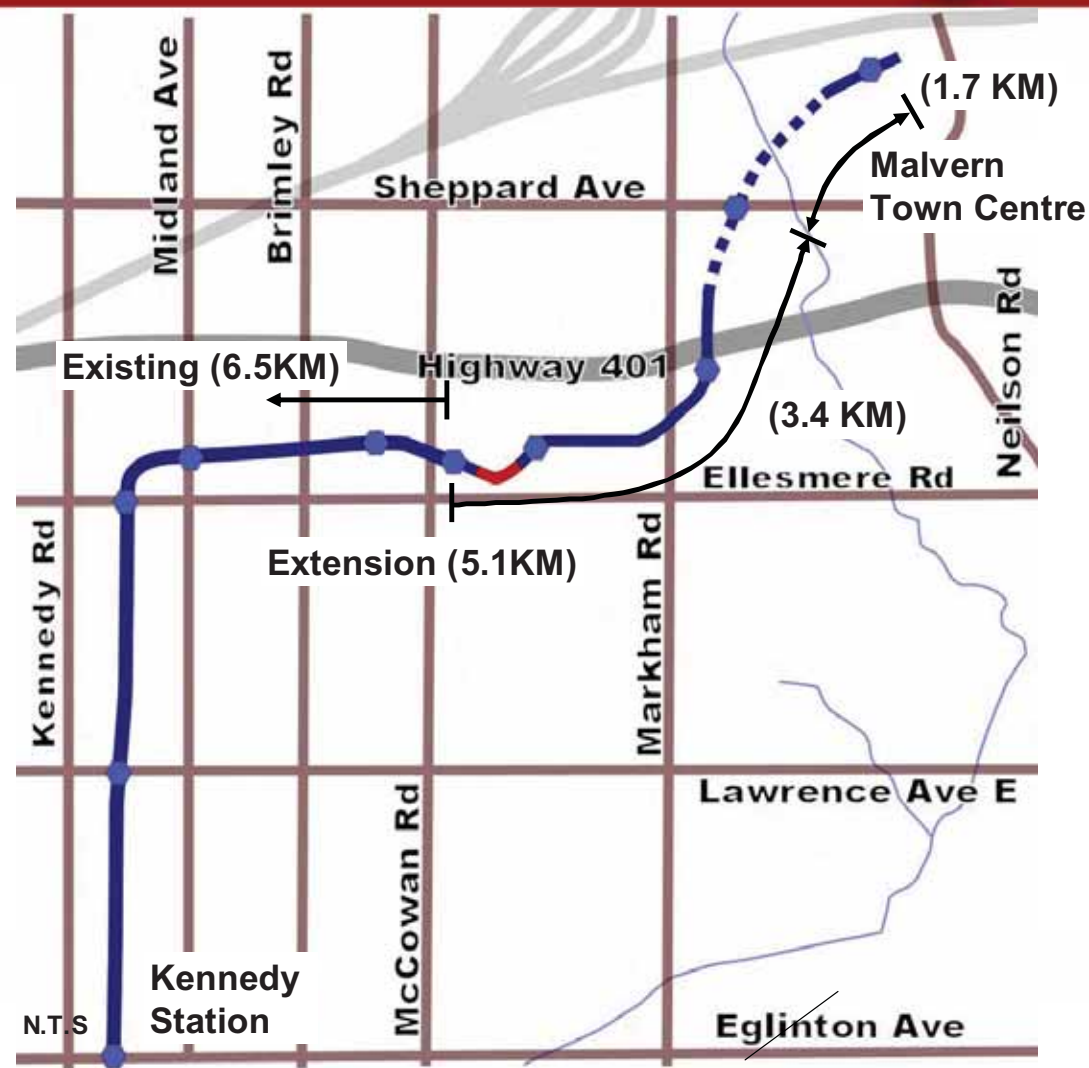 Midland Ave
Brimley Rd
(1.7 KM)
Malvern
Town Centre
Sheppard Ave
Neilson Rd
Existing (6.5KM)
Highway 401
(3.4 KM)
Ellesmere Rd
Extension (5.1KM)
Kennedy Rd
Markham Rd
Lawrence Ave E
McCowan Rd
Kennedy
Station
N.T.S
Eglinton Ave